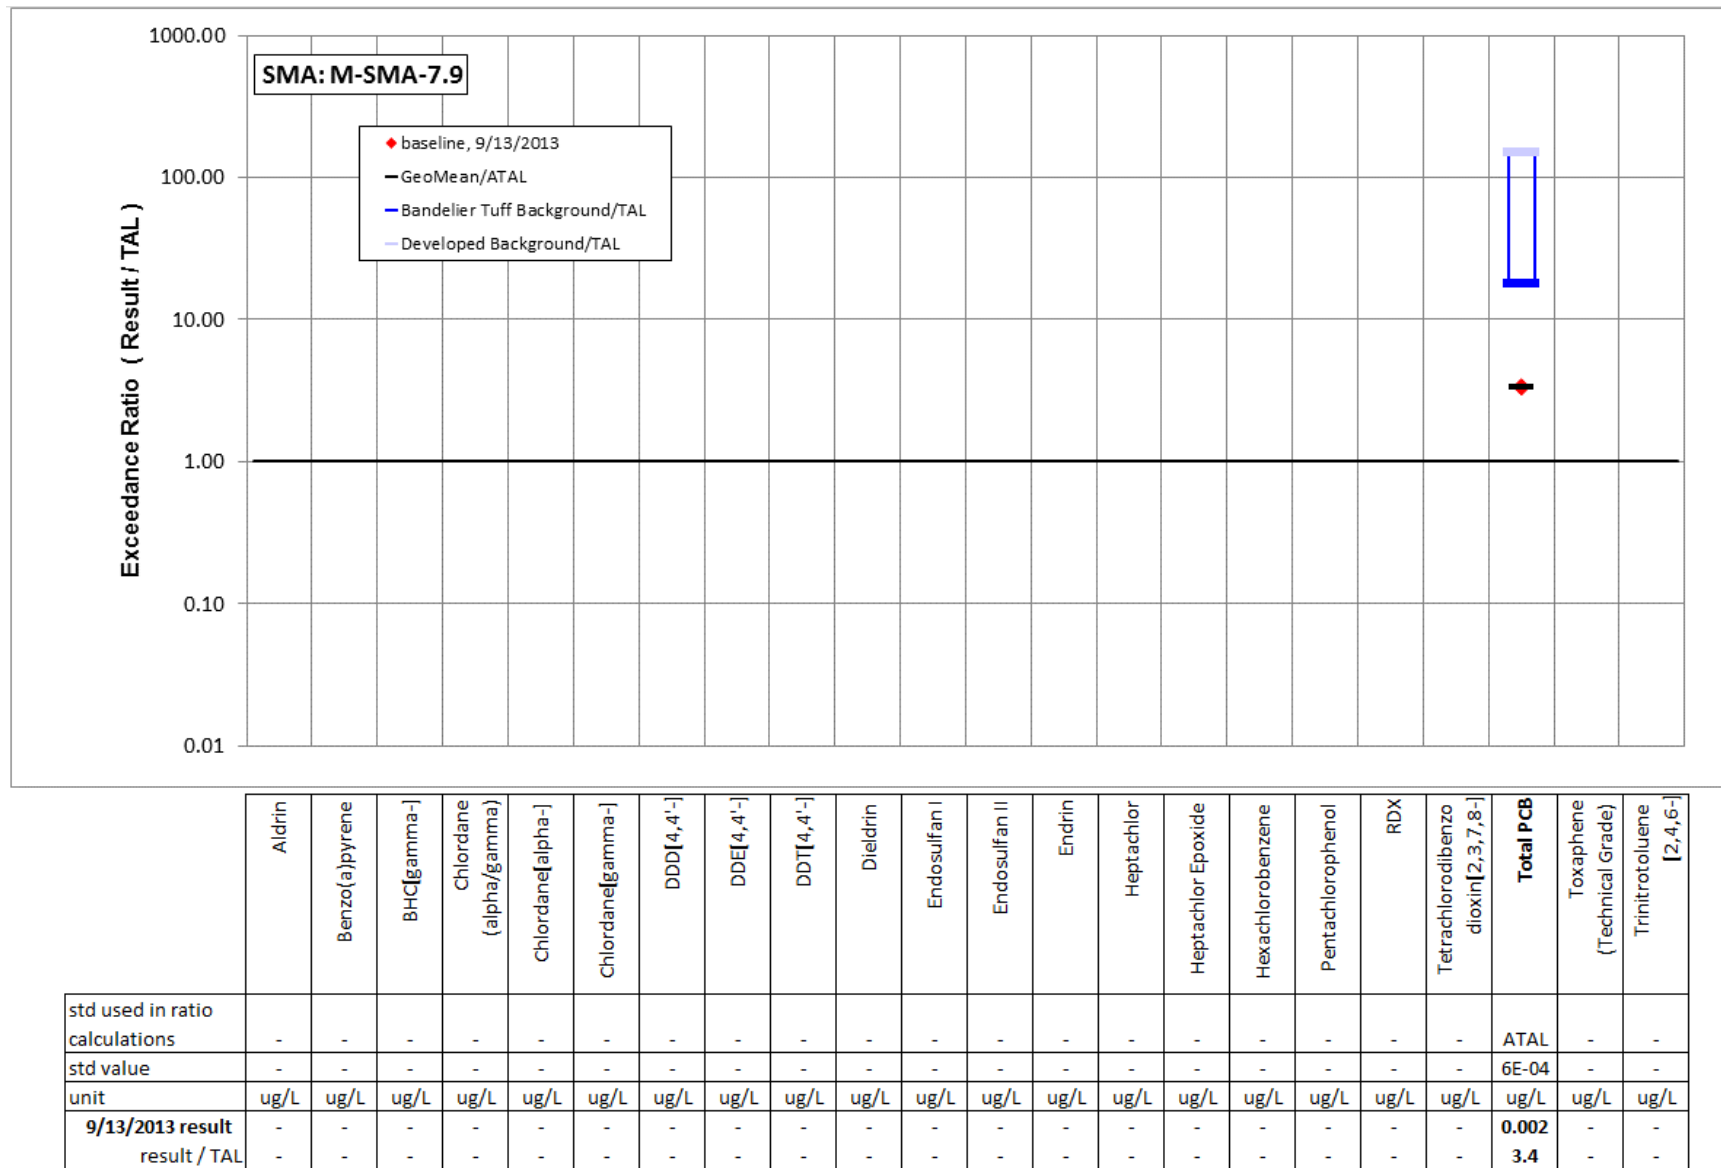 1000.00
SMA: M-SMA-7.9
baseline, 9/13/2013
GeoMean/ATAL
Bandelier Tuff Background/TAL
Developed Background/TAL
100.00
10.00
1.00
0.10
0.01
Exceedance Ratio ( Result / TAL )
Aldrin
Benzo(a)pyrene
BHC[gamma-]
Chlordane
(alpha/gamma)
Chlordane[alpha-]
Chlordane[gamma-]
DDD[4,4'-]
DDE[4,4'-]
DDT[4,4'-]
Dieldrin
Endosulfan I
Endosulfan II
Endrin
Heptachlor
Heptachlor Epoxide
Hexachlorobenzene
Pentachlorophenol
RDX
Tetrachlorodibenzo
dioxin[2,3,7,8-]
Total PCB
Toxaphene
(Technical Grade)
Trinitrotoluene
[2,4,6-]
std used in ratio
calculations - - - - - - - - - - - - - - - - - - - ATAL - -
std value - - - - - - - - - - - - - - - - - - - 6E-04 - -
unit ug/L ug/L ug/L ug/L ug/L ug/L ug/L ug/L ug/L ug/L ug/L ug/L ug/L ug/L ug/L ug/L ug/L ug/L ug/L ug/L ug/L ug/L
9/13/2013 result - - - - - - - - - - - - - - - - - - - 0.002 - -
result / TAL - - - - - - - - - - - - - - - - - - - 3.4 - -